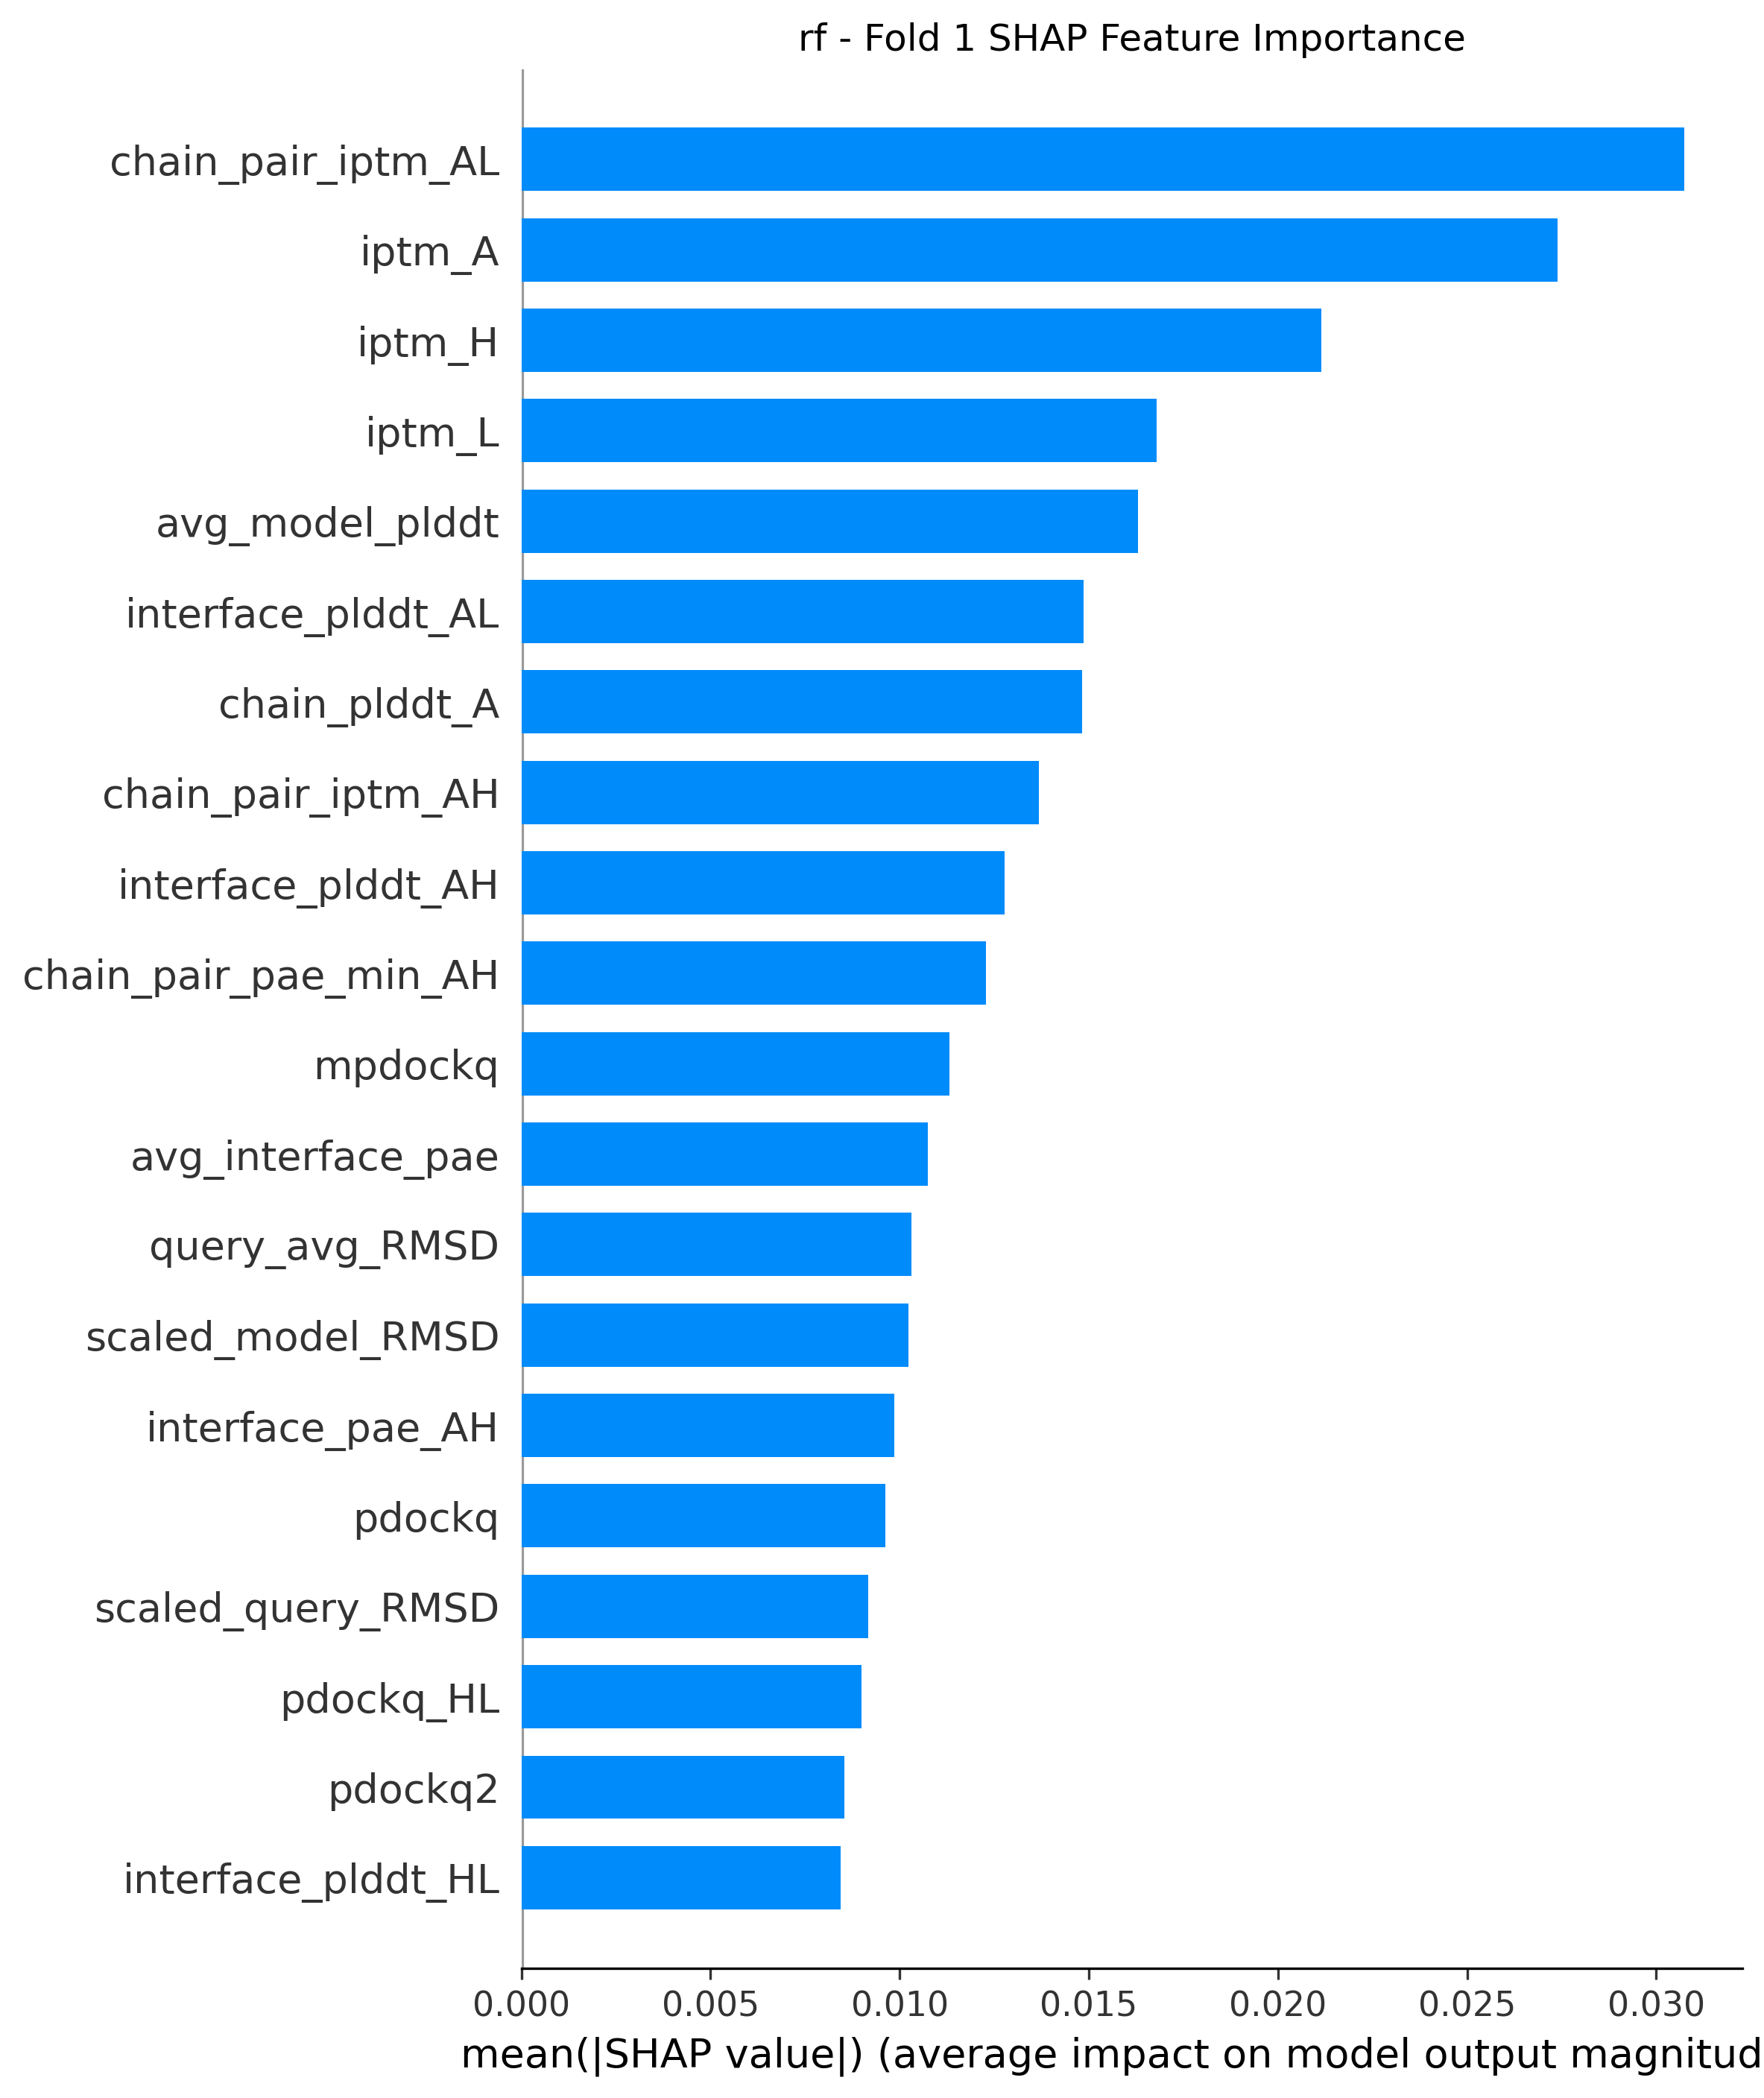 rf - Fold 1 SHAP Feature Importance
chain_pair_iptm_AL
iptm_A
iptm_H
iptm_L
avg_model_plddt
interface_plddt_AL
chain_plddt_A
chain_pair_iptm_AH
interface_plddt_AH
chain_pair_pae_min_AH
mpdockq
avg_interface_pae
query_avg_RMSD
scaled_model_RMSD
interface_pae_AH
pdockq
scaled_query_RMSD
pdockq_HL
pdockq2
interface_plddt_HL
0.000 0.005 0.010 0.015 0.020 0.025 0.030
mean(|SHAP value|) (average impact on model output magnitud